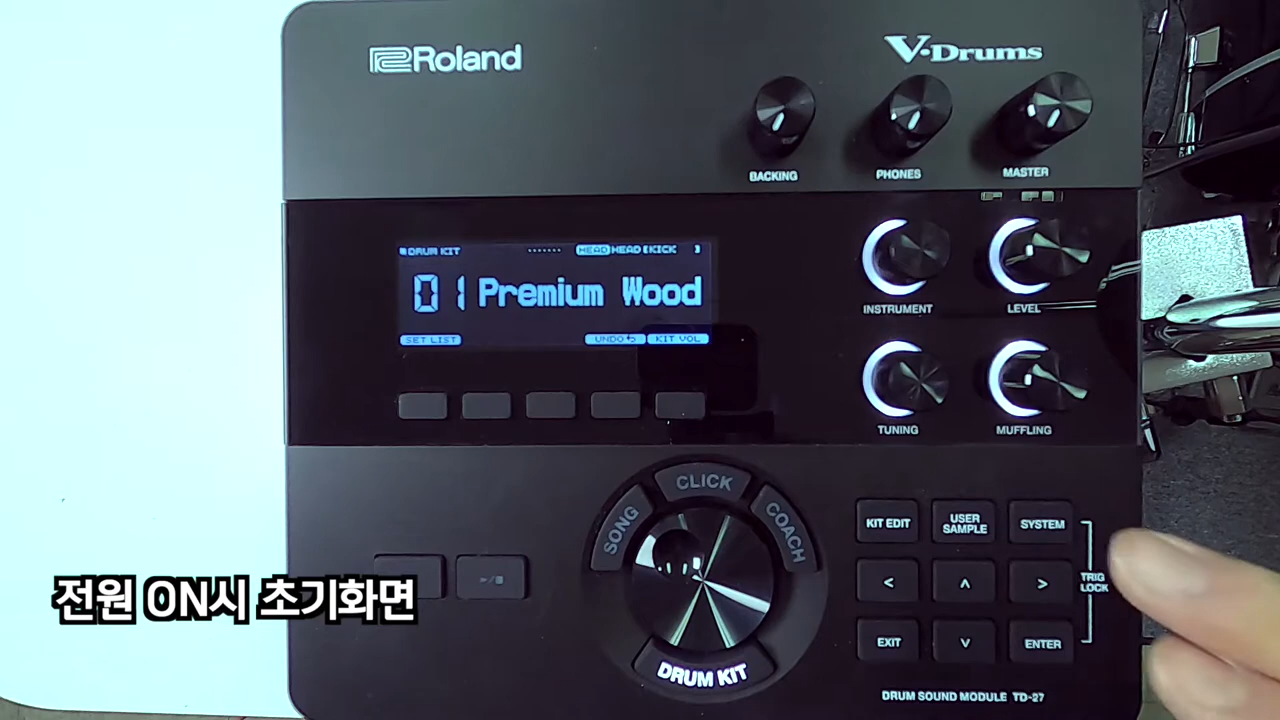 Roland
V-Drums
BACKING
PHONES
MASTER
DRUM KIT
HEAD HEAD KICK
01 Premium Wood
SET LIST
UNDO
KIT VOL
INSTRUMENT
LEVEL
TUNING
MUFFLING
SONG
CLICK
COACH
DRUM KIT
KIT EDIT
USER
SAMPLE
SYSTEM
<
∧
>
TRIG
LOCK
EXIT
∨
ENTER
DRUM SOUND MODULE TD-27
전원 ON시 초기화면